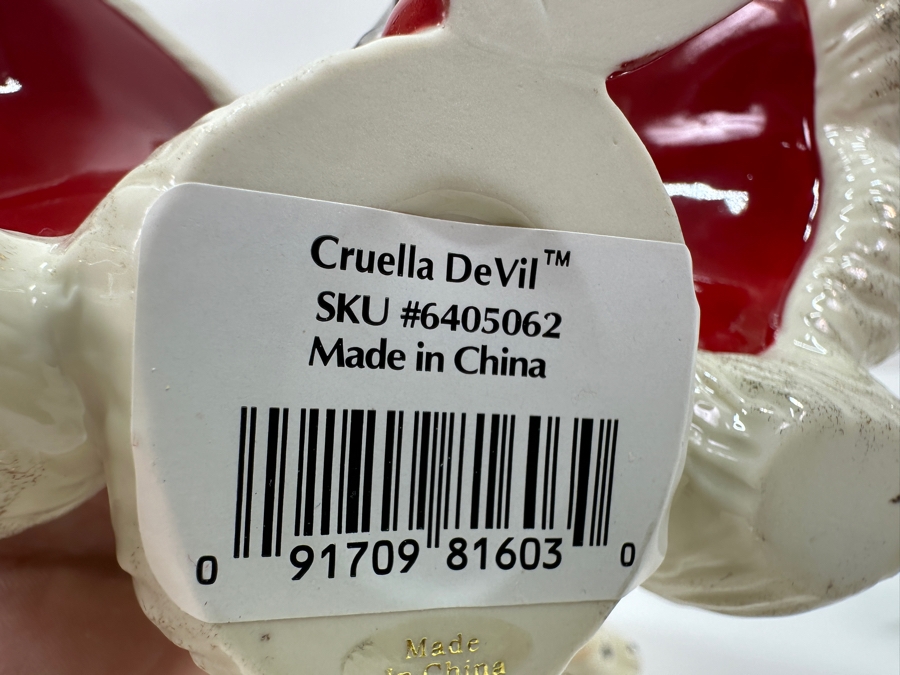 Cruella DeVil™
SKU #6405062
Made in China
0 91709 81603 0
Made
in China